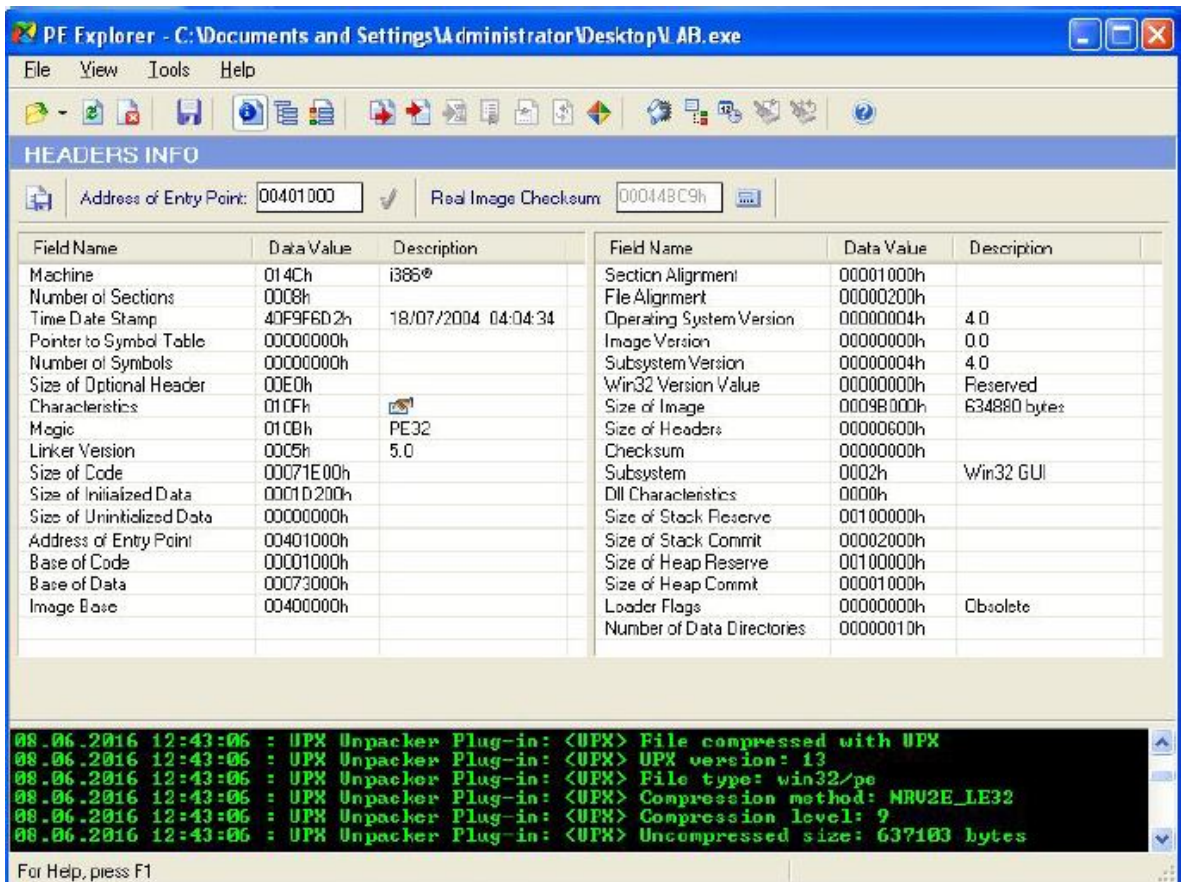 PE Explorer - C:\Documents and Settings\Administrator\Desktop\LAB.exe
File View Tools Help
HEADERS INFO
Address of Entry Point: 00401000 Real Image Checksum: 00044BC9h
Field Name Data Value Description
Machine 014Ch i386®
Number of Sections 0008h
Time Date Stamp 40F9F6D2h 18/07/2004 04:04:34
Pointer to Symbol Table 00000000h
Number of Symbols 00000000h
Size of Optional Header 00E0h
Characteristics 010Fh
Magic 010Bh PE32
Linker Version 0005h 5.0
Size of Code 00071E00h
Size of Initialized Data 0001D200h
Size of Uninitialized Data 00000000h
Address of Entry Point 00401000h
Base of Code 00001000h
Base of Data 00073000h
Image Base 00400000h
Field Name Data Value Description
Section Alignment 00001000h
File Alignment 00000200h
Operating System Version 00000004h 4.0
Image Version 00000000h 0.0
Subsystem Version 00000004h 4.0
Win32 Version Value 00000000h Reserved
Size of Image 0009B000h 634880 bytes
Size of Headers 00000600h
Checksum 00000000h
Subsystem 0002h Win32 GUI
Dll Characteristics 0000h
Size of Stack Reserve 00100000h
Size of Stack Commit 00002000h
Size of Heap Reserve 00100000h
Size of Heap Commit 00001000h
Loader Flags 00000000h Obsolete
Number of Data Directories 00000010h
08.06.2016 12:43:06 : UPX Unpacker Plug-in: <UPX> File compressed with UPX
08.06.2016 12:43:06 : UPX Unpacker Plug-in: <UPX> UPX version: 13
08.06.2016 12:43:06 : UPX Unpacker Plug-in: <UPX> File type: win32/pe
08.06.2016 12:43:06 : UPX Unpacker Plug-in: <UPX> Compression method: NRV2E_LE32
08.06.2016 12:43:06 : UPX Unpacker Plug-in: <UPX> Compression level: 9
08.06.2016 12:43:06 : UPX Unpacker Plug-in: <UPX> Uncompressed size: 637103 bytes
For Help, press F1